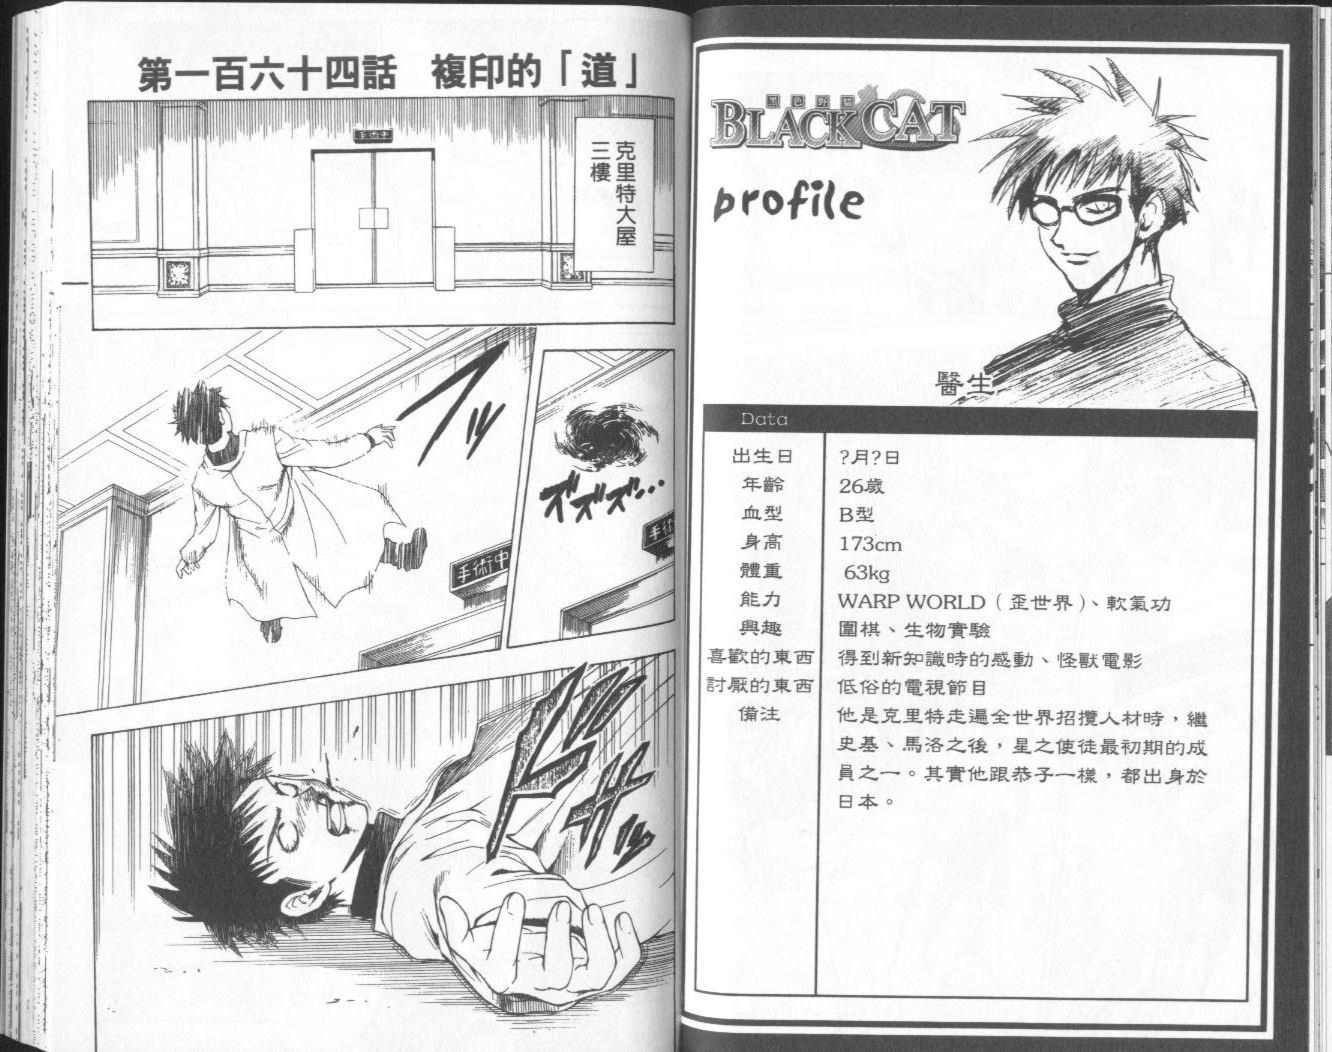 BLACK CAT
profile
醫生
Data
出生日 ?月?日
年齡 26歲
血型 B型
身高 173cm
體重 63kg
能力 WARP WORLD（歪世界）、軟氣功
興趣 圍棋、生物實驗
喜歡的東西 得到新知識時的感動、怪獸電影
討厭的東西 低俗的電視節目
備注 他是克里特走遍全世界招攬人材時，繼
史基、馬洛之後，星之使徒最初期的成
員之一。其實他跟恭子一樣，都出身於
日本。
第一百六十四話 複印的「道」
手術中
克里特大屋
三樓
ズズズ…
手術
フッ
手術中
ドサッ